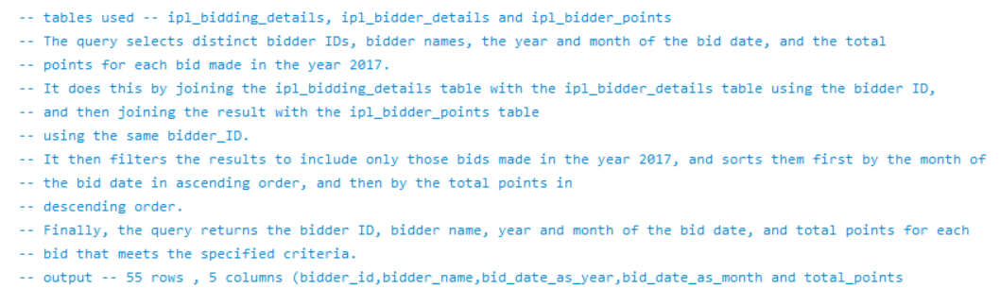 -- tables used -- ipl_bidding_details, ipl_bidder_details and ipl_bidder_points
-- The query selects distinct bidder IDs, bidder names, the year and month of the bid date, and the total
-- points for each bid made in the year 2017.
-- It does this by joining the ipl_bidding_details table with the ipl_bidder_details table using the bidder ID,
-- and then joining the result with the ipl_bidder_points table
-- using the same bidder_ID.
-- It then filters the results to include only those bids made in the year 2017, and sorts them first by the month of
-- the bid date in ascending order, and then by the total points in
-- descending order.
-- Finally, the query returns the bidder ID, bidder name, year and month of the bid date, and total points for each
-- bid that meets the specified criteria.
-- output -- 55 rows , 5 columns (bidder_id,bidder_name,bid_date_as_year,bid_date_as_month and total_points